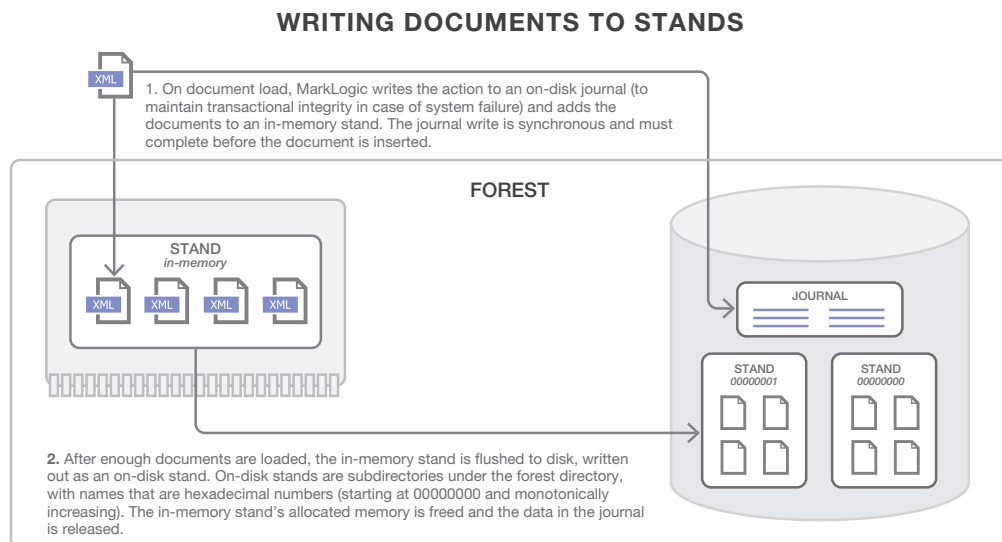 WRITING DOCUMENTS TO STANDS
XML
1. On document load, MarkLogic writes the action to an on-disk journal (to
maintain transactional integrity in case of system failure) and adds the
documents to an in-memory stand. The journal write is synchronous and must
complete before the document is inserted.
FOREST
STAND
in-memory
XML XML XML XML
JOURNAL
STAND
00000001
STAND
00000000
2. After enough documents are loaded, the in-memory stand is flushed to disk, written
out as an on-disk stand. On-disk stands are subdirectories under the forest directory,
with names that are hexadecimal numbers (starting at 00000000 and monotonically
increasing). The in-memory stand's allocated memory is freed and the data in the journal
is released.